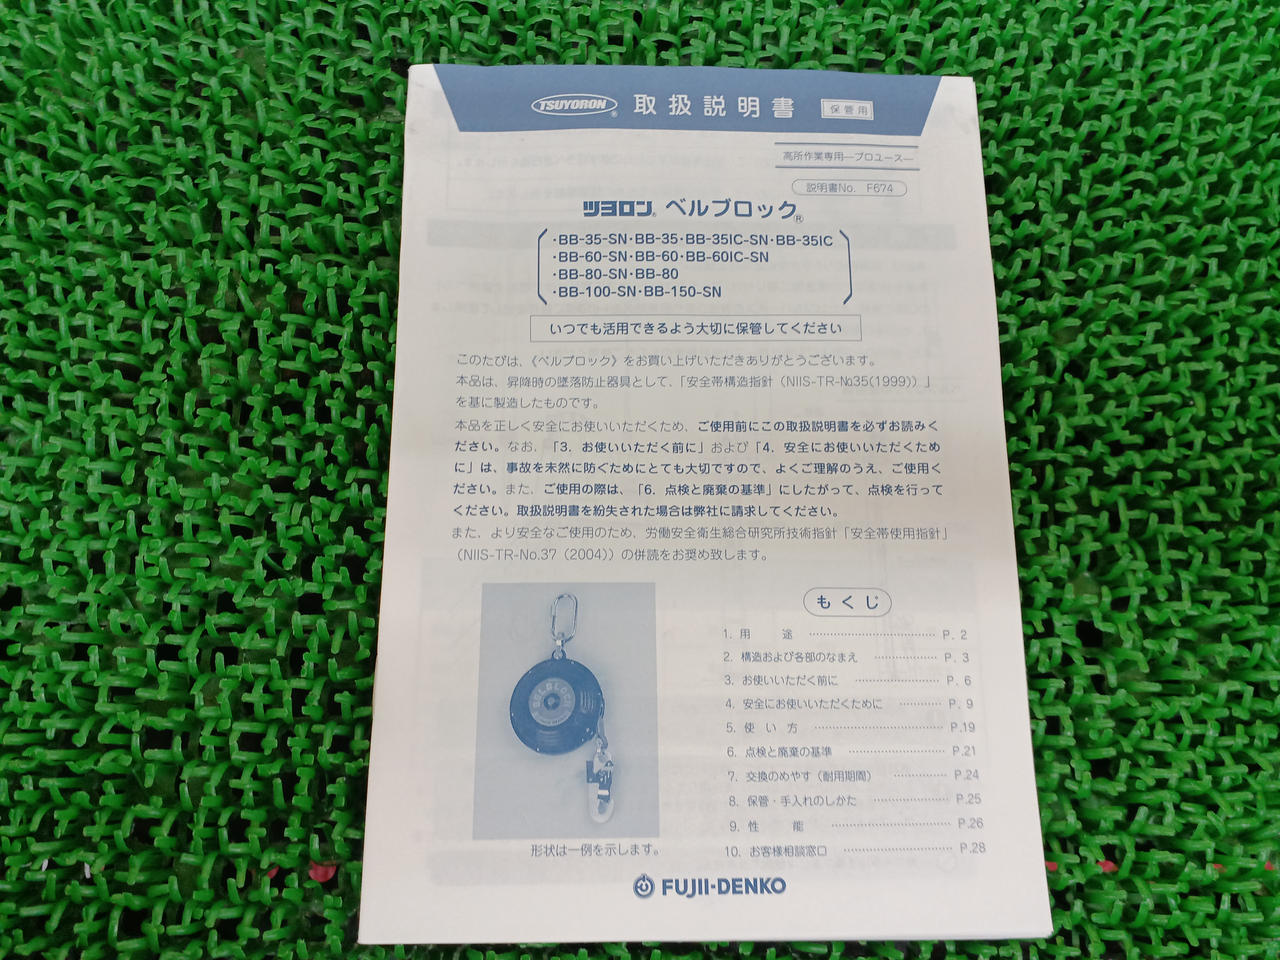 TSUYORON® 取扱説明書 保管用
高所作業専用―プロユース―
説明書No. F674
ツヨロン® ベルブロック®
・BB-35-SN・BB-35・BB-35IC-SN・BB-35IC
・BB-60-SN・BB-60・BB-60IC-SN
・BB-80-SN・BB-80
・BB-100-SN・BB-150-SN
いつでも活用できるよう大切に保管してください
このたびは、《ベルブロック》をお買い上げいただきありがとうございます。
本品は、昇降時の墜落防止器具として、「安全帯構造指針（NIIS-TR-№35(1999)）」
を基に製造したものです。
本品を正しく安全にお使いいただくため、ご使用前にこの取扱説明書を必ずお読みく
ださい。なお、「3．お使いいただく前に」および「4．安全にお使いいただくため
に」は、事故を未然に防ぐためにとても大切ですので、よくご理解のうえ、ご使用く
ださい。また、ご使用の際は、「6．点検と廃棄の基準」にしたがって、点検を行って
ください。取扱説明書を紛失された場合は弊社に請求してください。
また、より安全なご使用のため、労働安全衛生総合研究所技術指針「安全帯使用指針」
（NIIS-TR-No.37（2004））の併読をお奨め致します。
BELBLOCK
形状は一例を示します。
もくじ
1．用　途 ………… P. 2
2．構造および各部のなまえ ………… P. 3
3．お使いいただく前に ………… P. 6
4．安全にお使いいただくために ………… P. 9
5．使 い 方 ………… P.19
6．点検と廃棄の基準 ………… P.21
7．交換のめやす（耐用期間） ………… P.24
8．保管・手入れのしかた ………… P.25
9．性　能 ………… P.26
10．お客様相談窓口 ………… P.28
FUJII-DENKO